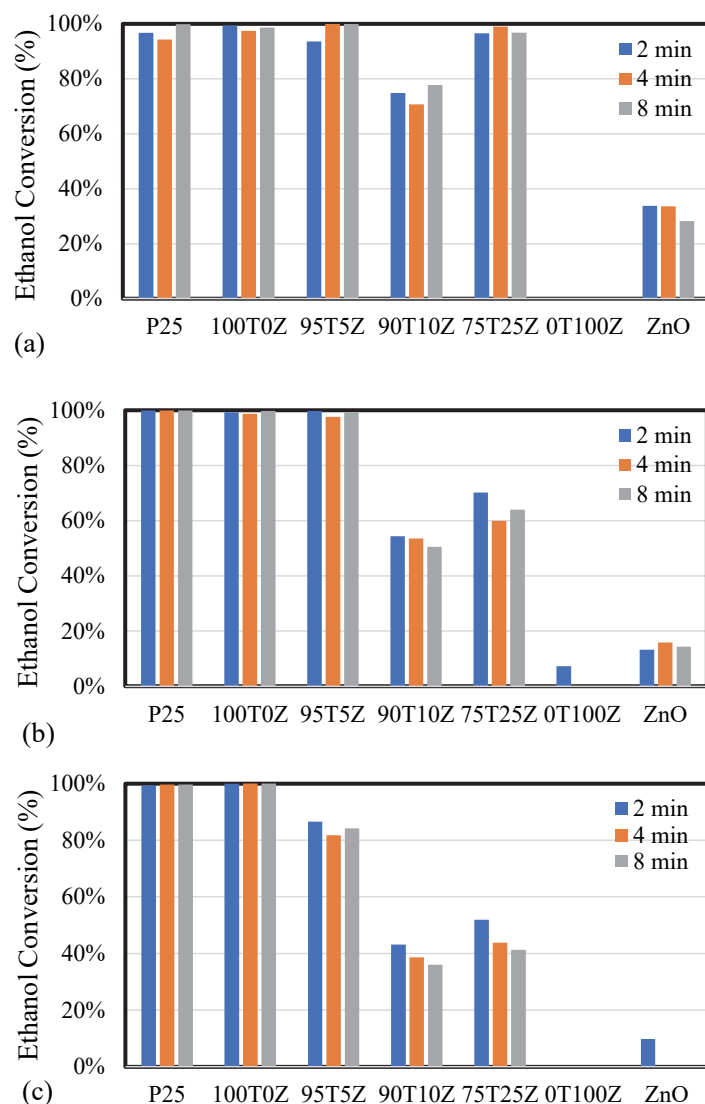 Ethanol Conversion (%)
100%
80%
60%
40%
20%
0%
2 min
4 min
8 min
P25 100T0Z 95T5Z 90T10Z 75T25Z 0T100Z ZnO
(a)
Ethanol Conversion (%)
100%
80%
60%
40%
20%
0%
2 min
4 min
8 min
P25 100T0Z 95T5Z 90T10Z 75T25Z 0T100Z ZnO
(b)
Ethanol Conversion (%)
100%
80%
60%
40%
20%
0%
2 min
4 min
8 min
P25 100T0Z 95T5Z 90T10Z 75T25Z 0T100Z ZnO
(c)